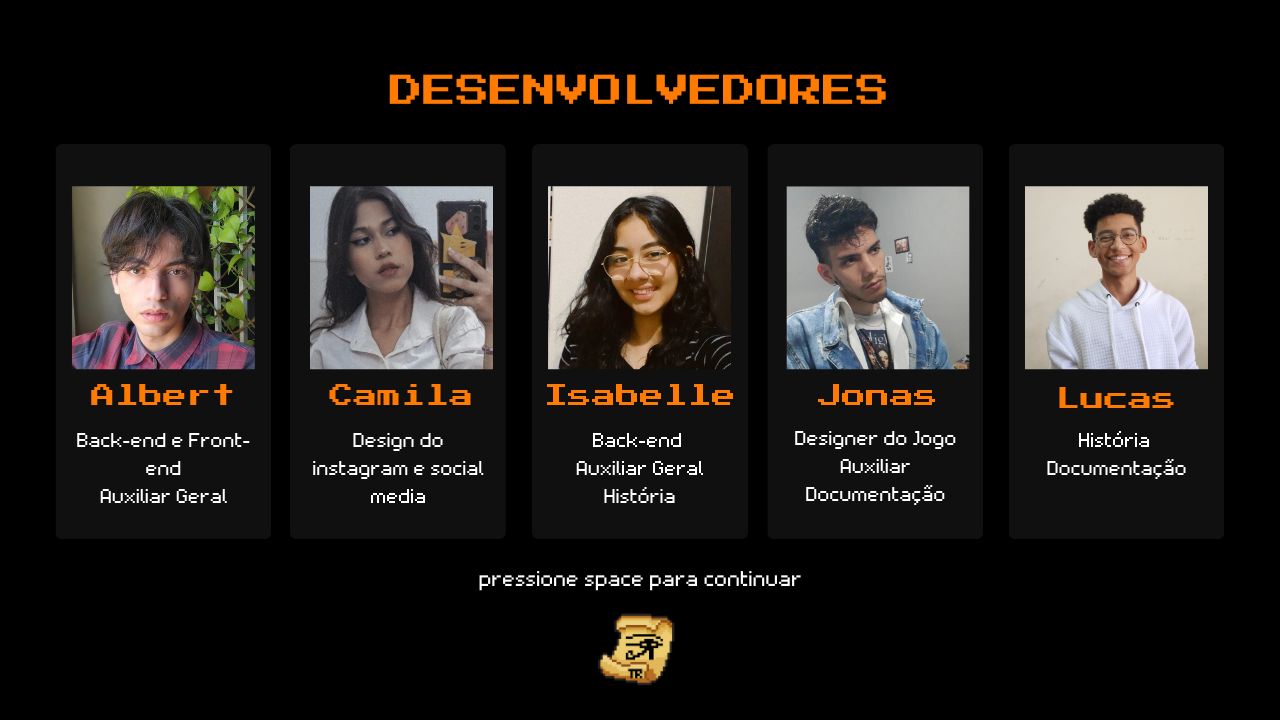 DESENVOLVEDORES
Albert
Back-end e Front-
end
Auxiliar Geral
Camila
Design do
instagram e social
media
Isabelle
Back-end
Auxiliar Geral
História
Jonas
Designer do Jogo
Auxiliar
Documentação
Lucas
História
Documentação
pressione space para continuar
TR